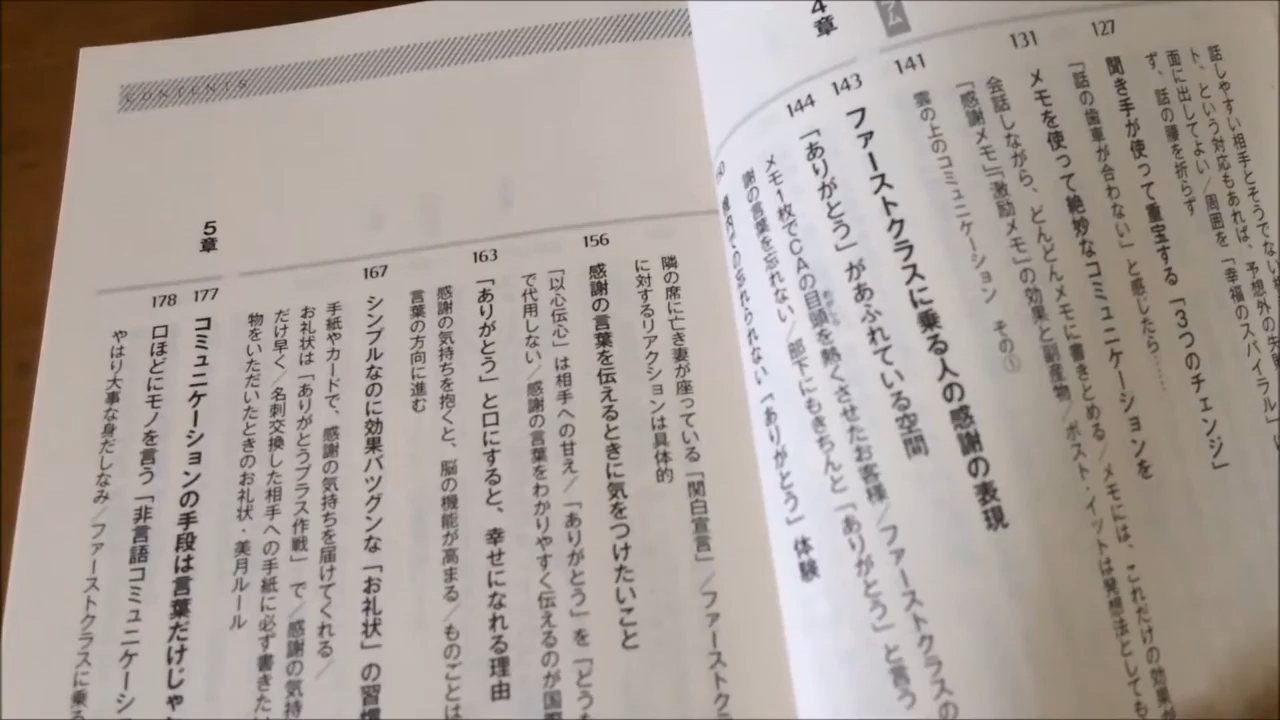 話しやすい相手とそうでない
ト、という対応もあれば、予想外の失
面に出してよい/周囲を「幸福のスパイラル」に
ず、話の腰を折らず
127
聞き手が使って重宝する「3つのチェンジ」
「話の歯車が合わない」と感じたら……
131
メモを使って絶妙なコミュニケーションを
会話しながら、どんどんメモに書きとめる/メモには、これだけの効果が
「感謝メモ」「激励メモ」の効果と副産物/ポスト・イットは発想法としても
ム
141
雲の上のコミュニケーション その①
4章
143
ファーストクラスに乗る人の感謝の表現
144
「ありがとう」があふれている空間
メモ1枚でCAの目頭を熱くさせたお客様/ファーストクラスの
謝の言葉を忘れない/部下にもきちんと「ありがとう」と言う
機内での忘れられない「ありがとう」体験
CONTENTS
隣の席に亡き妻が座っている「関白宣言」/ファーストク
に対するリアクションは具体的
156
感謝の言葉を伝えるときに気をつけたいこと
「以心伝心」は相手への甘え/「ありがとう」を「どう
で代用しない/感謝の言葉をわかりやすく伝えるのが国
163
「ありがとう」と口にすると、幸せになれる理由
感謝の気持ちを抱くと、脳の機能が高まる/ものごとは
言葉の方向に進む
167
シンプルなのに効果バツグンな「お礼状」の習慣
手紙やカードで、感謝の気持ちを届けてくれる/
お礼状は「ありがとうプラス作戦」で/感謝の気持
だけ早く/名刺交換した相手への手紙に必ず書きた
物をいただいたときのお礼状・美月ルール
5章
177
コミュニケーションの手段は言葉だけじゃ
178
口ほどにモノを言う「非言語コミュニケーシ
やはり大事な身だしなみ/ファーストクラスに乗る